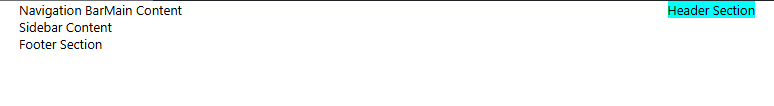 Navigation BarMain Content
Header Section
Sidebar Content
Footer Section